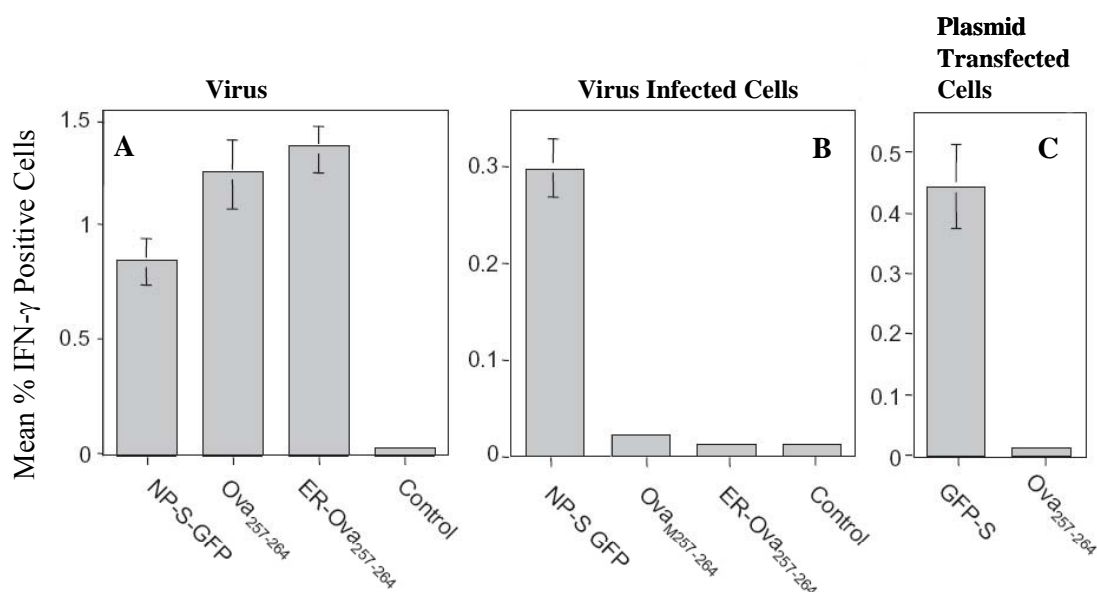 Plasmid
Transfected
Cells
Virus
Virus Infected Cells
Mean % IFN-γ Positive Cells
A
1.5
1
0.5
0
NP-S-GFP
Ova257-264
ER-Ova257-264
Control
B
0.3
0.2
0.1
0
NP-S GFP
OvaM257-264
ER-Ova257-264
Control
C
0.5
0.4
0.3
0.2
0.1
0
GFP-S
Ova257-264